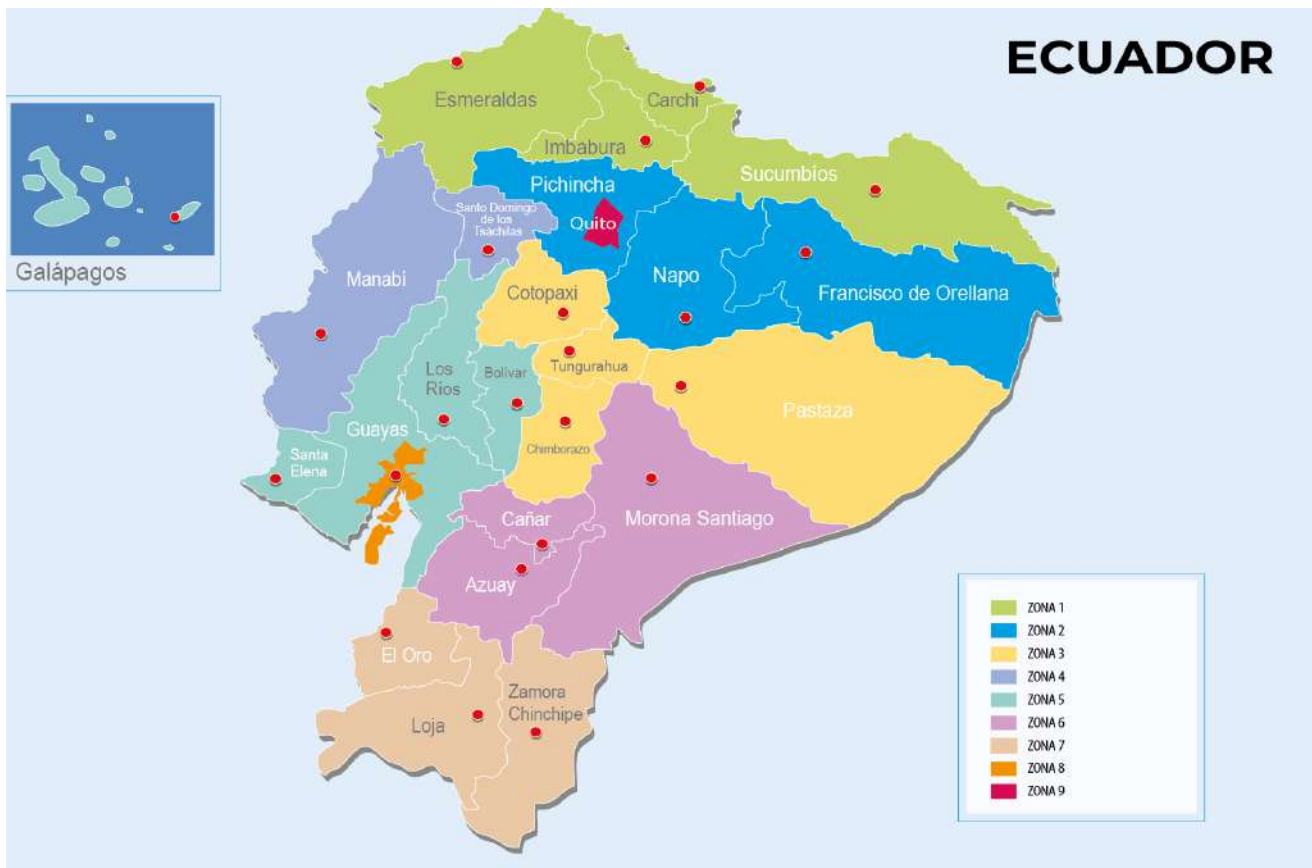 ECUADOR
Esmeraldas
Carchi
Imbabura
Sucumbios
Pichincha
Quito
Santo Domingo
de los
Tsáchilas
Galápagos
Manabí
Napo
Francisco de Orellana
Cotopaxi
Tungurahua
Los
Ríos
Bolívar
Pastaza
Guayas
Chimborazo
Santa
Elena
Cañar
Morona Santiago
Azuay
El Oro
Zamora
Chinchipe
Loja
ZONA 1
ZONA 2
ZONA 3
ZONA 4
ZONA 5
ZONA 6
ZONA 7
ZONA 8
ZONA 9